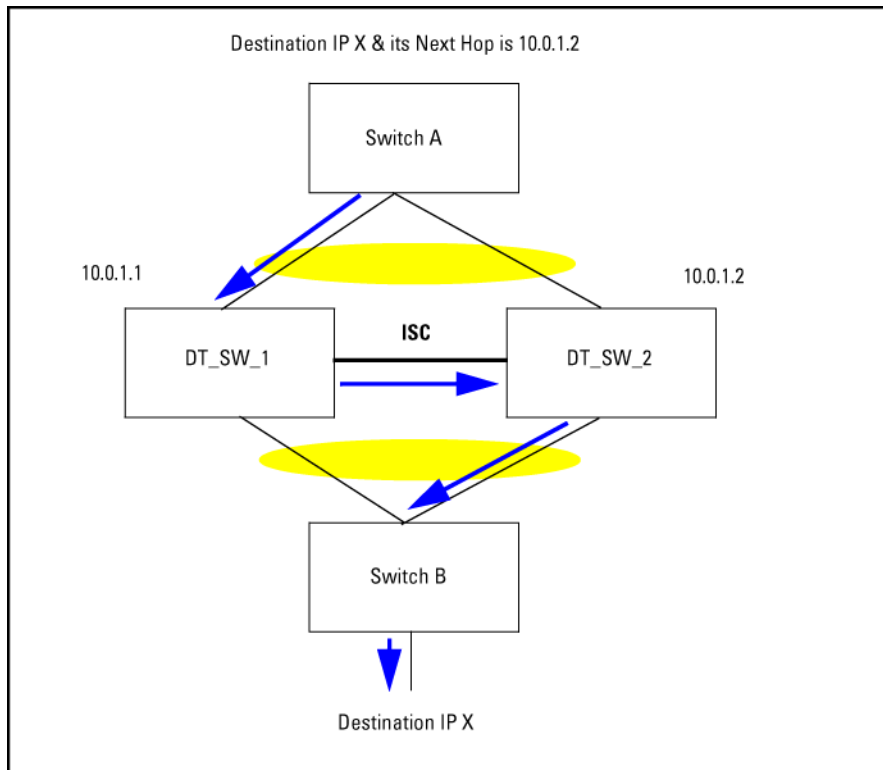 Destination IP X & its Next Hop is 10.0.1.2
Switch A
10.0.1.1
10.0.1.2
ISC
DT_SW_1
DT_SW_2
Switch B
Destination IP X